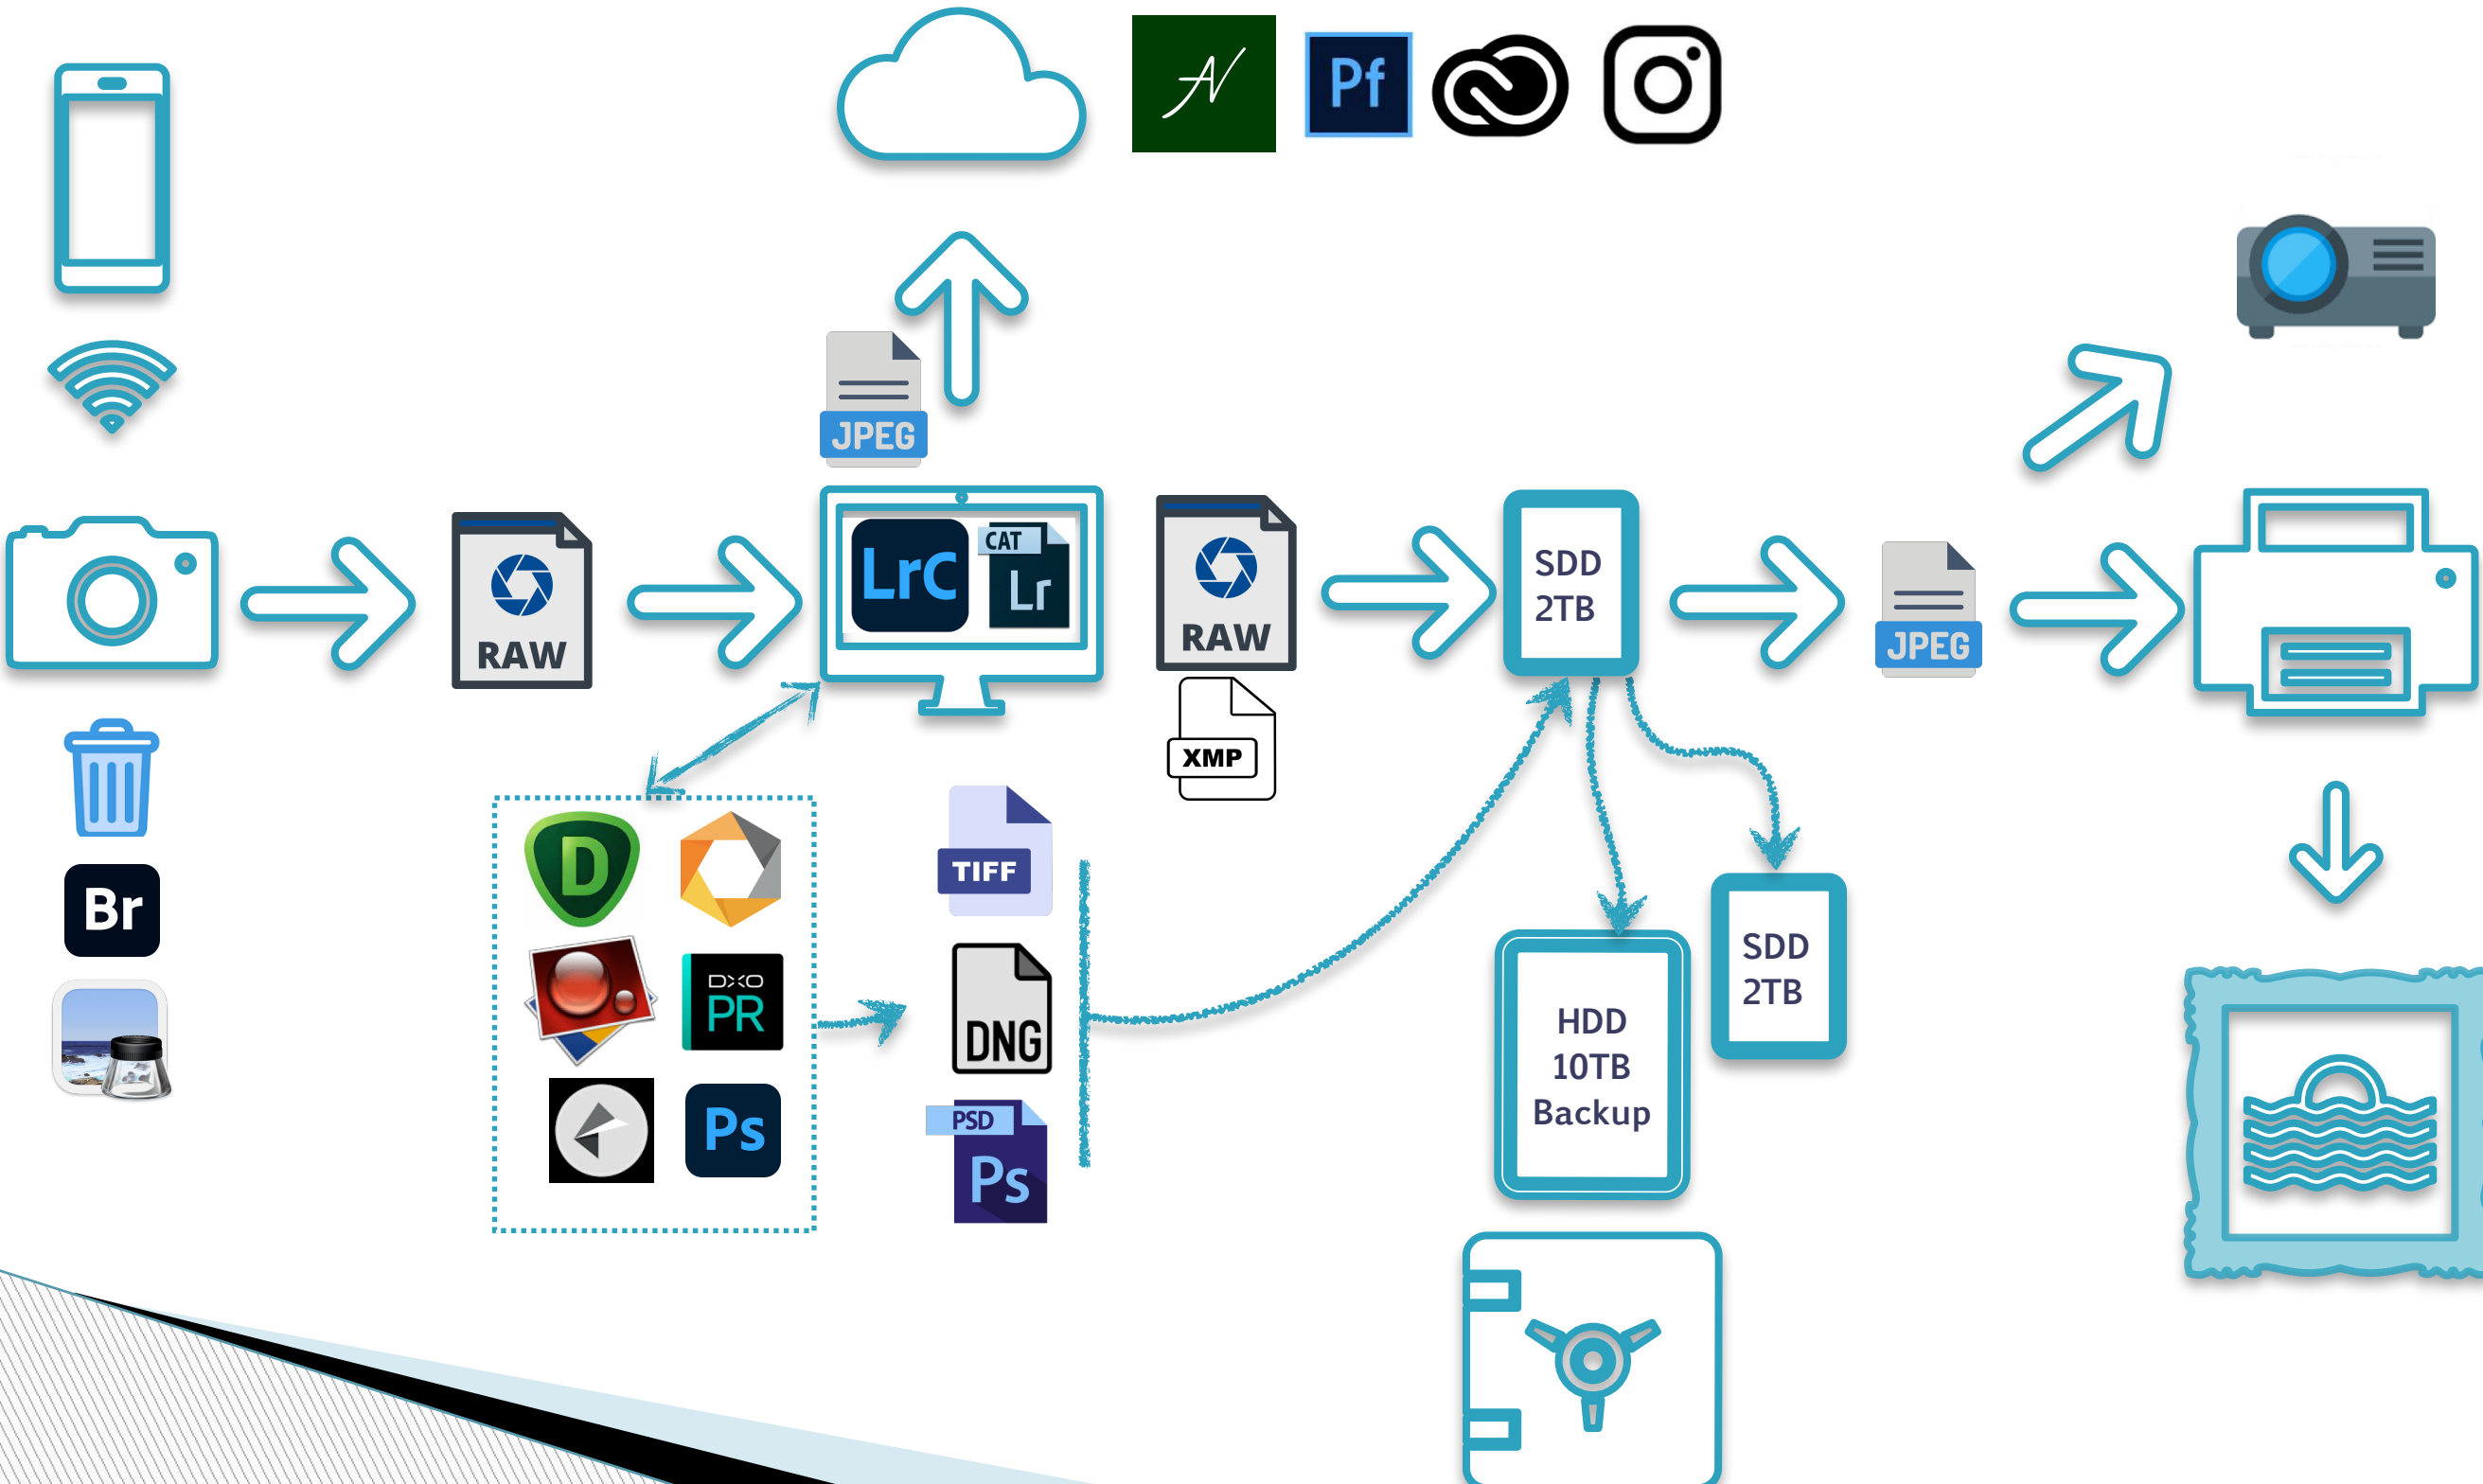 Pf
JPEG
RAW
LrC
CAT
Lr
RAW
XMP
SDD
2TB
JPEG
Br
D
DXO
PR
Ps
TIFF
DNG
PSD
Ps
HDD
10TB
Backup
SDD
2TB